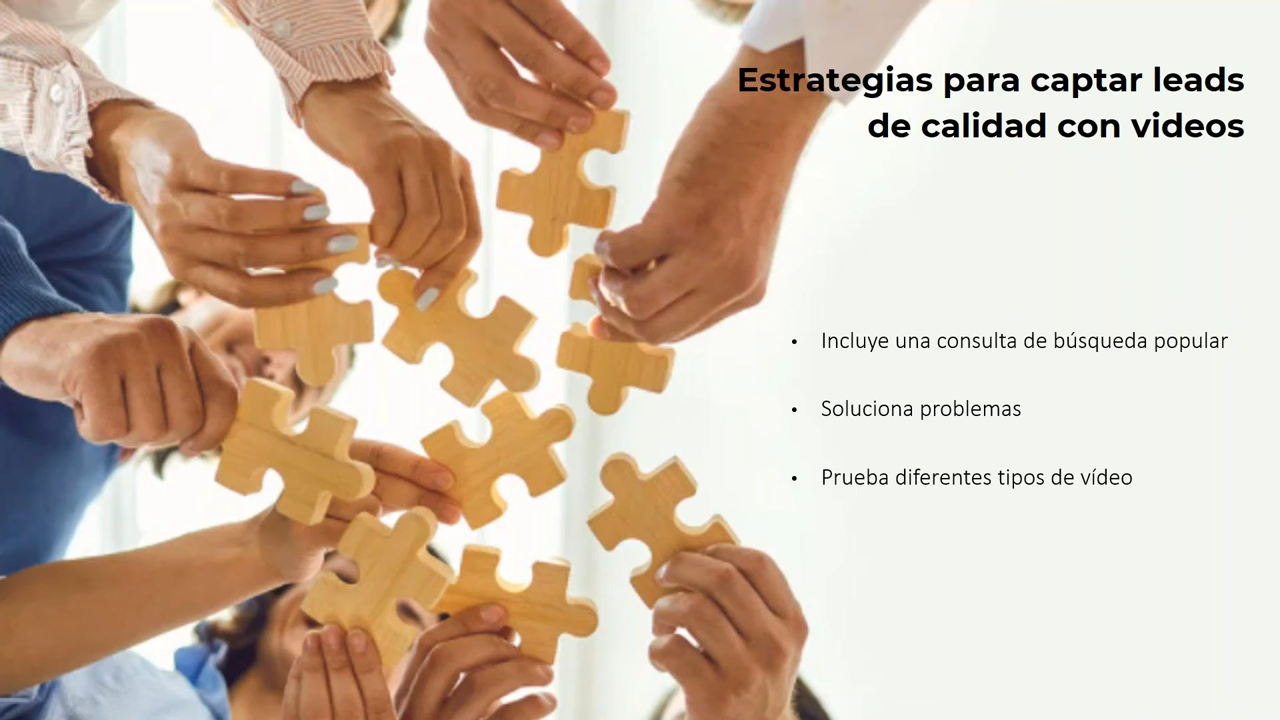 Estrategias para captar leads
de calidad con videos
• Incluye una consulta de búsqueda popular
• Soluciona problemas
• Prueba diferentes tipos de vídeo